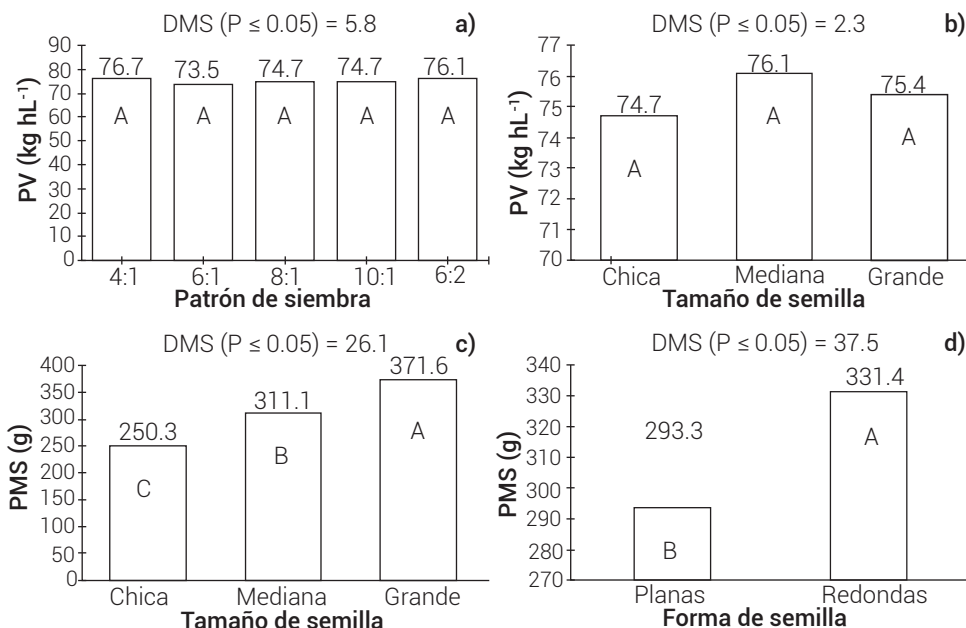 DMS (P ≤ 0.05) = 5.8
a)
PV (kg hL⁻¹)
90
80
70
60
50
40
30
20
10
0
76.7 73.5 74.7 74.7 76.1
A A A A A
4:1 6:1 8:1 10:1 6:2
Patrón de siembra
DMS (P ≤ 0.05) = 2.3
b)
PV (kg hL⁻¹)
77
76
75
74
73
72
71
70
74.7 76.1 75.4
A A A
Chica Mediana Grande
Tamaño de semilla
DMS (P ≤ 0.05) = 26.1
c)
PMS (g)
400
350
300
250
200
150
100
50
0
250.3 311.1 371.6
C B A
Chica Mediana Grande
Tamaño de semilla
DMS (P ≤ 0.05) = 37.5
d)
PMS (g)
340
330
320
310
300
290
280
270
293.3 331.4
B A
Planas Redondas
Forma de semilla